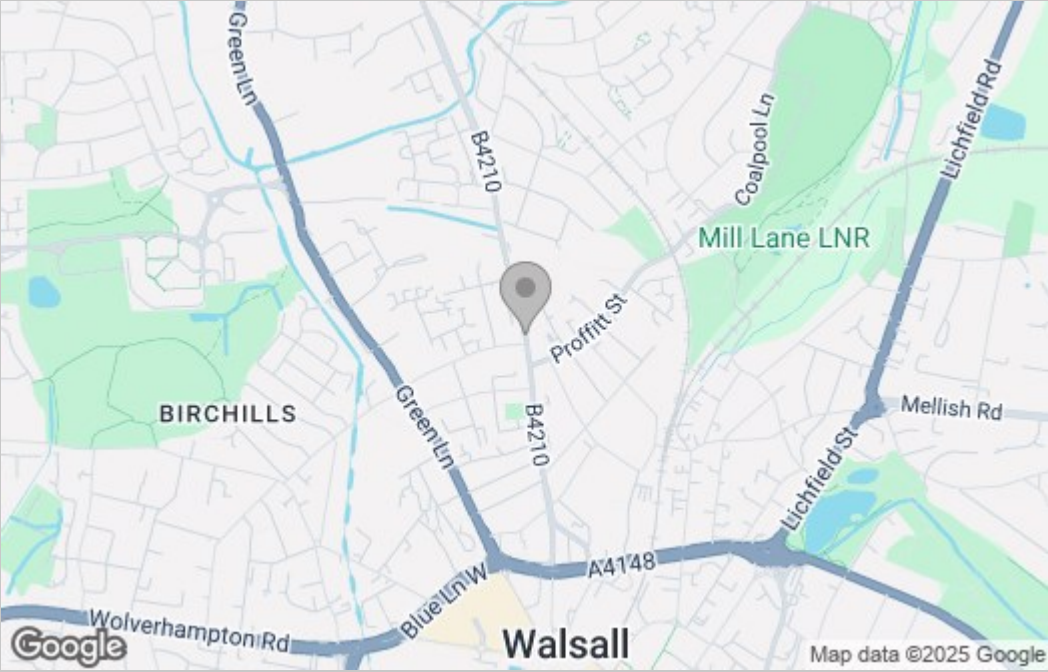 Green Ln
Lichfield Rd
Coalpool Ln
B4210
Mill Lane LNR
Proffitt St
BIRCHILLS
Green Ln
B4210
Mellish Rd
Lichfield St
A4148
Blue Ln W
Wolverhampton Rd
Walsall
Google
Map data ©2025 Google